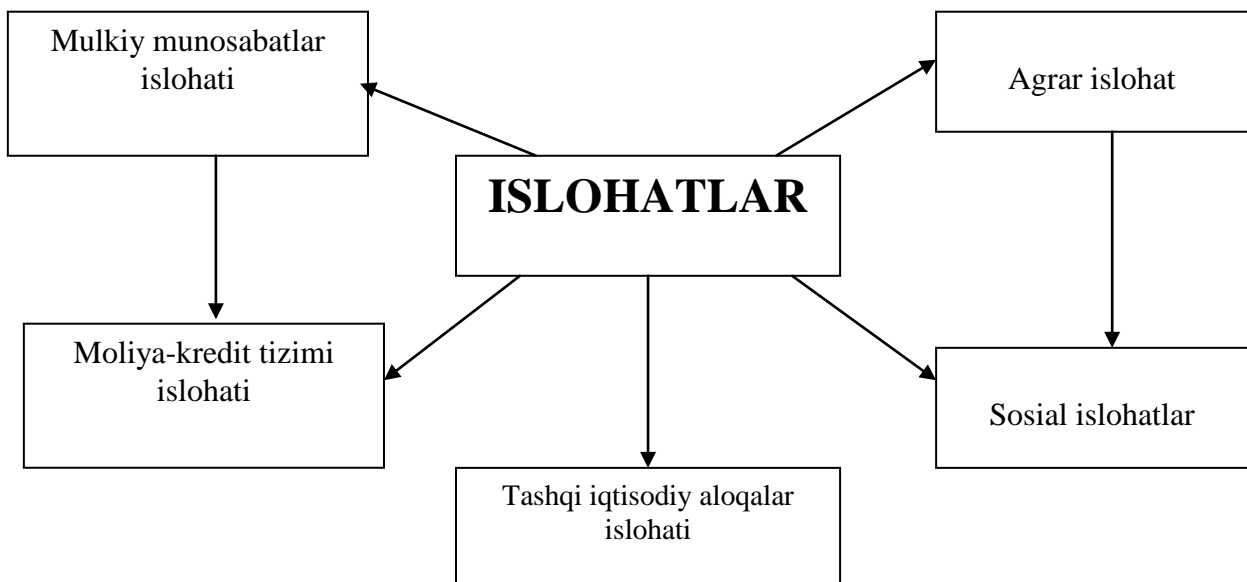 Mulkiy munosabatlar
islohati
Agrar islohat
ISLOHATLAR
Moliya-kredit tizimi
islohati
Sosial islohatlar
Tashqi iqtisodiy aloqalar
islohati